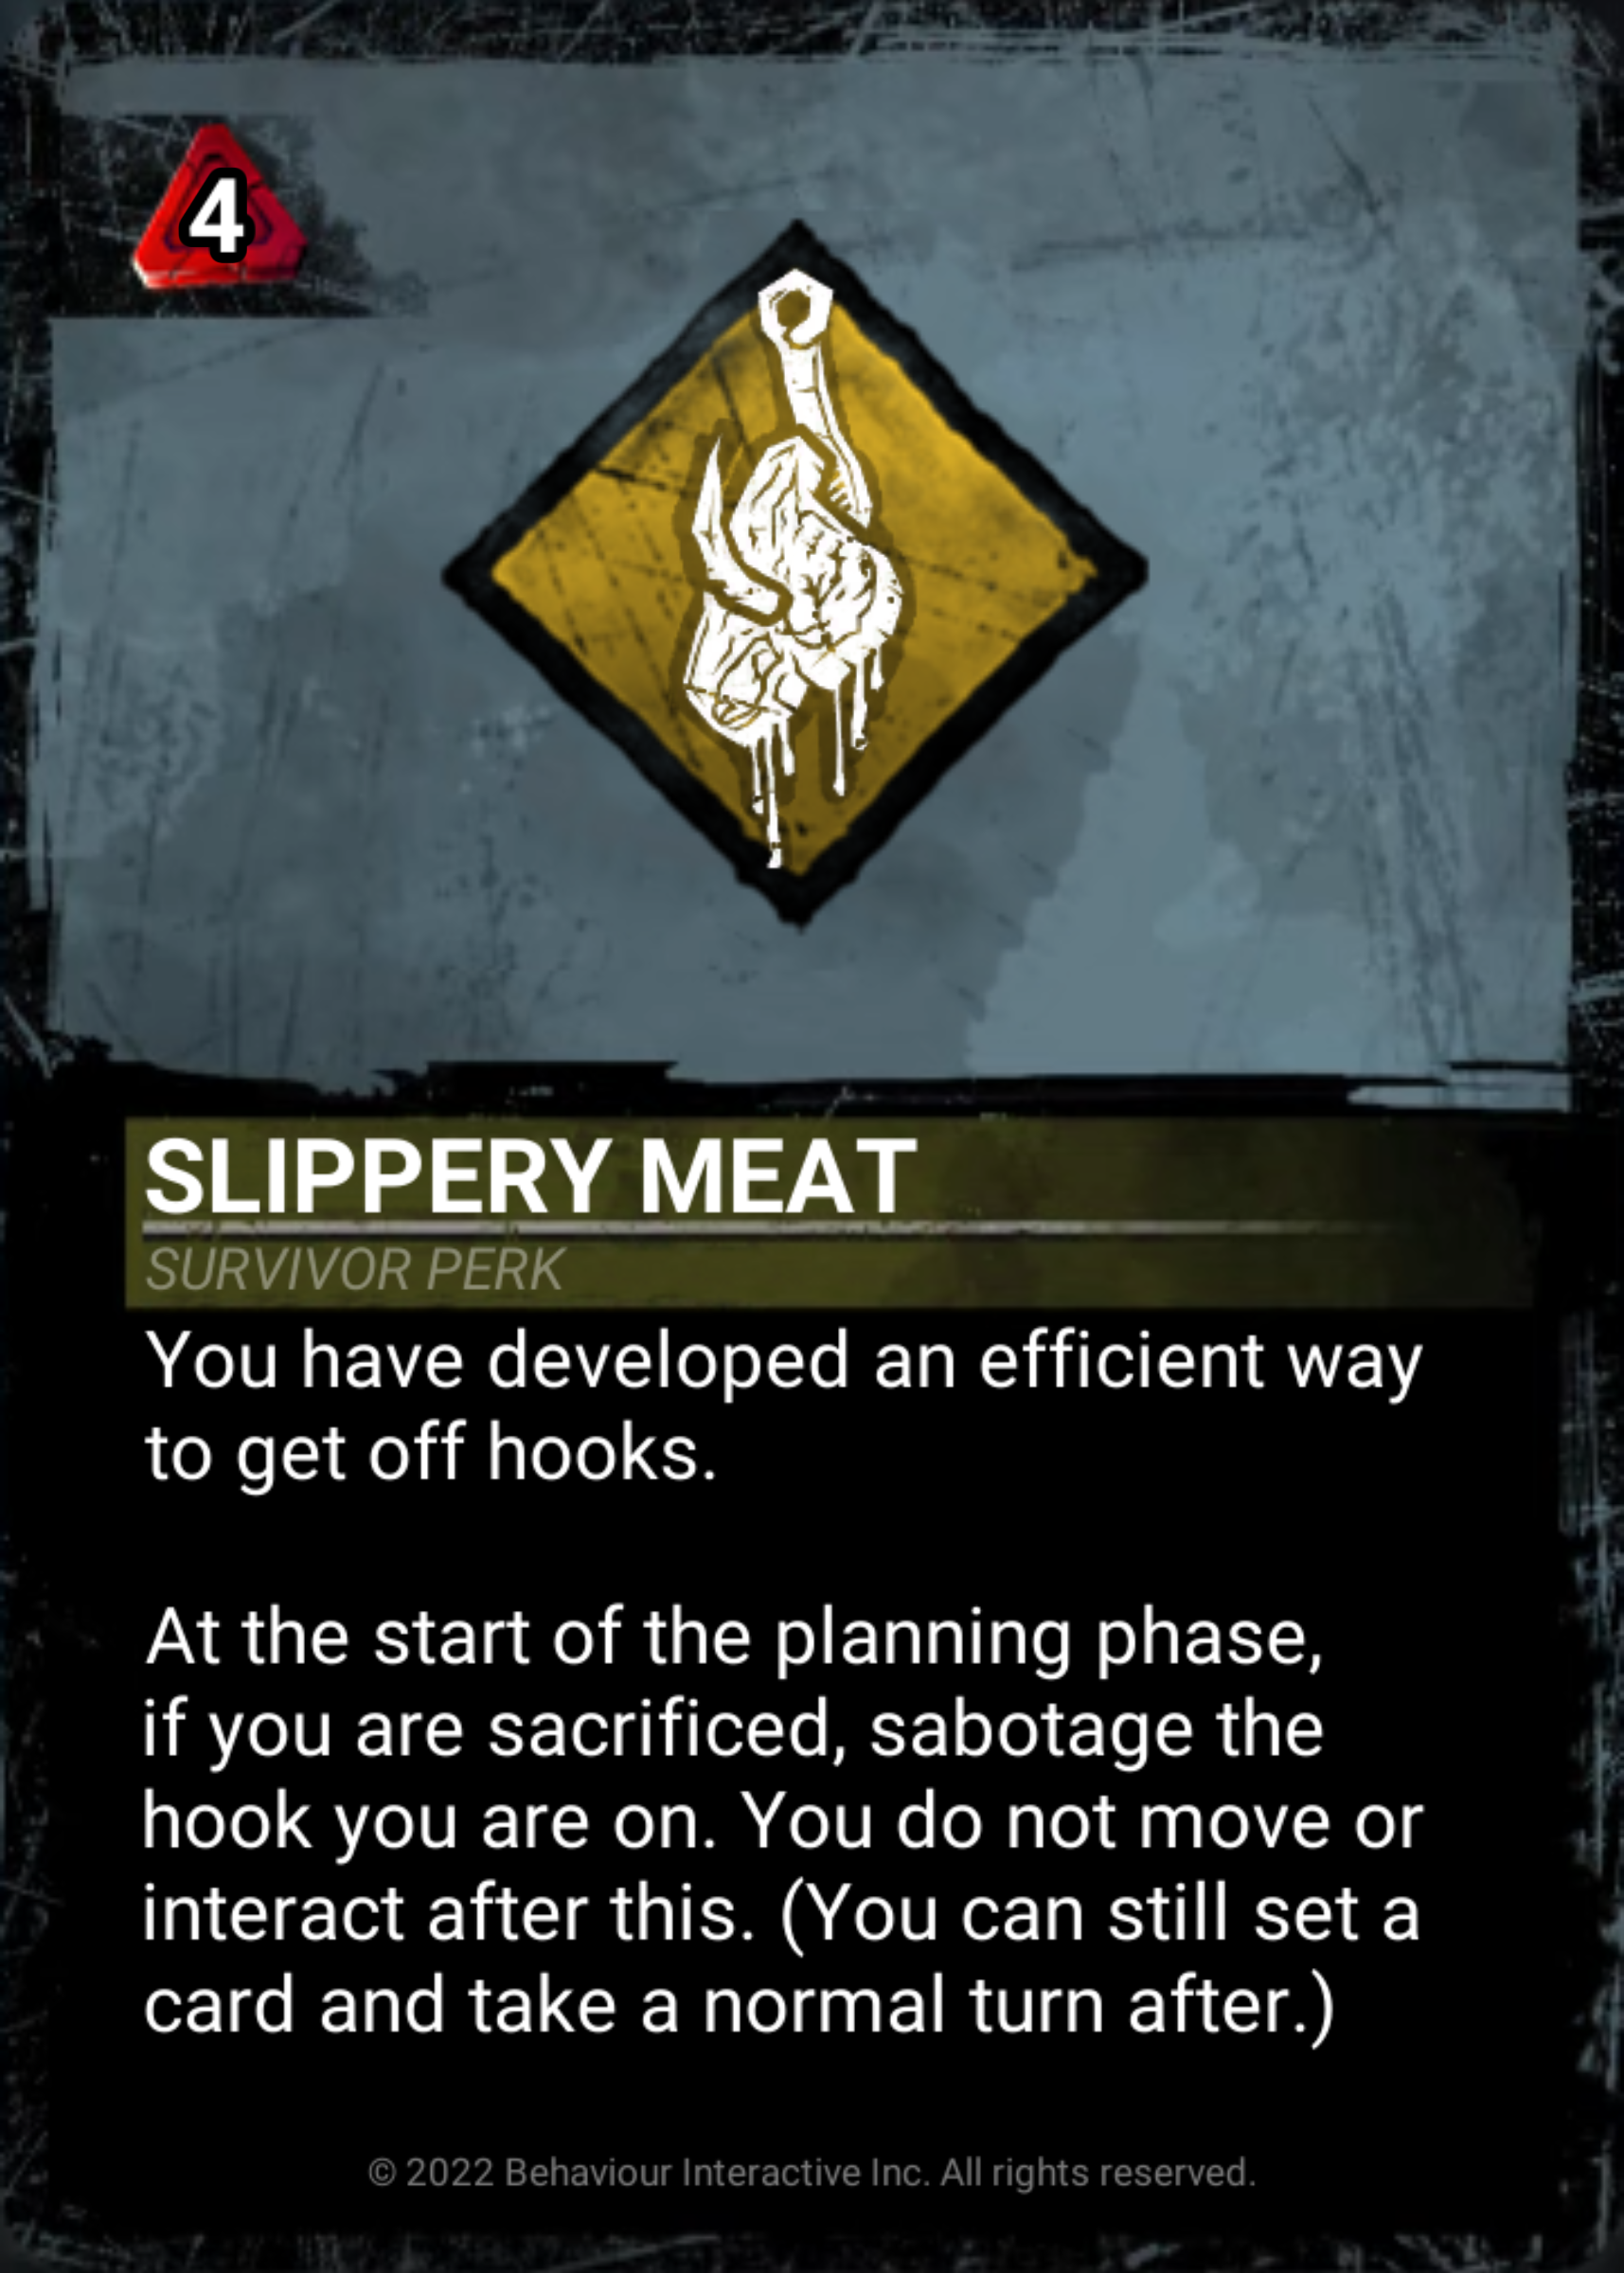 4
SLIPPERY MEAT
SURVIVOR PERK
You have developed an efficient way
to get off hooks.
At the start of the planning phase,
if you are sacrificed, sabotage the
hook you are on. You do not move or
interact after this. (You can still set a
card and take a normal turn after.)
© 2022 Behaviour Interactive Inc. All rights reserved.